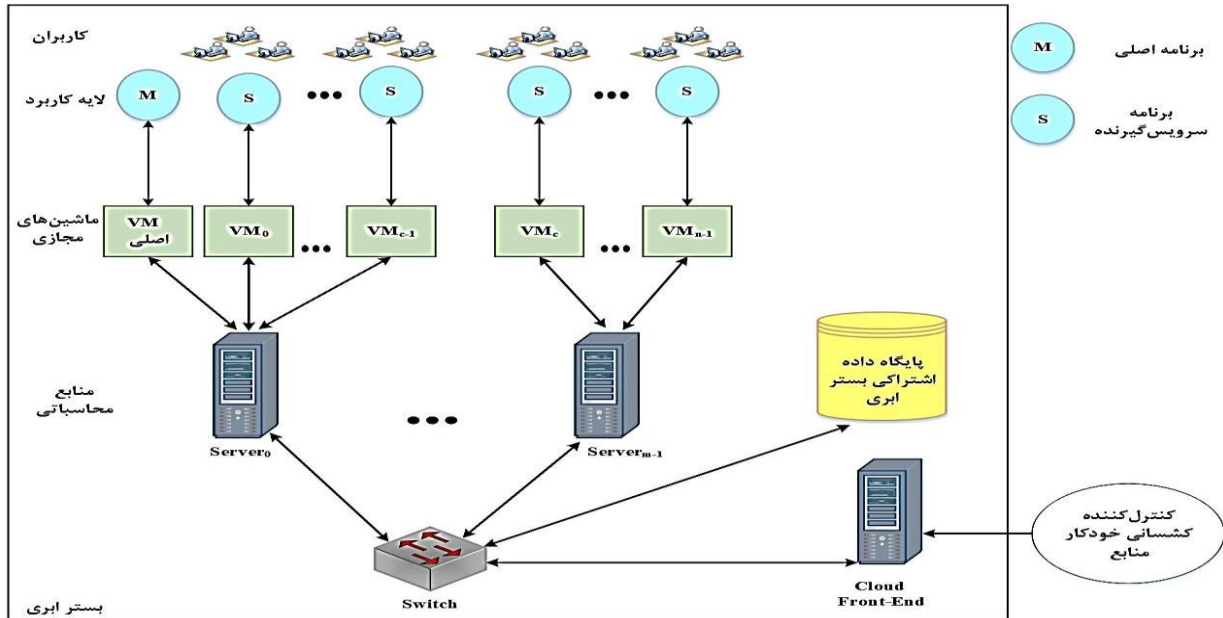 کاربران
لایه کاربرد
M
S
S
S
S
برنامه اصلی
M
برنامه
سرویس‌گیرنده
S
ماشین‌های
مجازی
VM
اصلی
VM₀
VMc-1
VMc
VMn-1
منابع
محاسباتی
Server₀
Serverm-1
پایگاه داده
اشتراکی بستر
ابری
Switch
Cloud
Front-End
کنترل‌کننده
کشسانی خودکار
منابع
بستر ابری